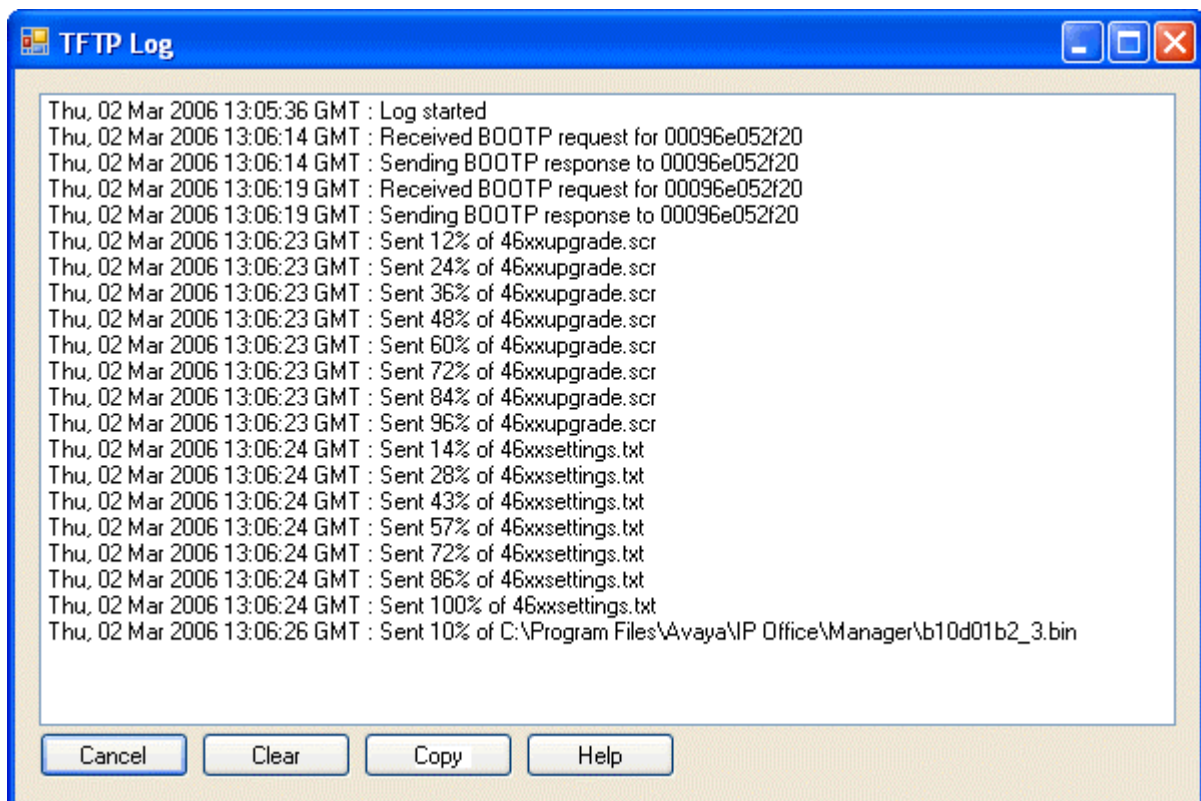 TFTP Log
Thu, 02 Mar 2006 13:05:36 GMT : Log started
Thu, 02 Mar 2006 13:06:14 GMT : Received BOOTP request for 00096e052f20
Thu, 02 Mar 2006 13:06:14 GMT : Sending BOOTP response to 00096e052f20
Thu, 02 Mar 2006 13:06:19 GMT : Received BOOTP request for 00096e052f20
Thu, 02 Mar 2006 13:06:19 GMT : Sending BOOTP response to 00096e052f20
Thu, 02 Mar 2006 13:06:23 GMT : Sent 12% of 46xxupgrade.scr
Thu, 02 Mar 2006 13:06:23 GMT : Sent 24% of 46xxupgrade.scr
Thu, 02 Mar 2006 13:06:23 GMT : Sent 36% of 46xxupgrade.scr
Thu, 02 Mar 2006 13:06:23 GMT : Sent 48% of 46xxupgrade.scr
Thu, 02 Mar 2006 13:06:23 GMT : Sent 60% of 46xxupgrade.scr
Thu, 02 Mar 2006 13:06:23 GMT : Sent 72% of 46xxupgrade.scr
Thu, 02 Mar 2006 13:06:23 GMT : Sent 84% of 46xxupgrade.scr
Thu, 02 Mar 2006 13:06:23 GMT : Sent 96% of 46xxupgrade.scr
Thu, 02 Mar 2006 13:06:24 GMT : Sent 14% of 46xxsettings.txt
Thu, 02 Mar 2006 13:06:24 GMT : Sent 28% of 46xxsettings.txt
Thu, 02 Mar 2006 13:06:24 GMT : Sent 43% of 46xxsettings.txt
Thu, 02 Mar 2006 13:06:24 GMT : Sent 57% of 46xxsettings.txt
Thu, 02 Mar 2006 13:06:24 GMT : Sent 72% of 46xxsettings.txt
Thu, 02 Mar 2006 13:06:24 GMT : Sent 86% of 46xxsettings.txt
Thu, 02 Mar 2006 13:06:24 GMT : Sent 100% of 46xxsettings.txt
Thu, 02 Mar 2006 13:06:26 GMT : Sent 10% of C:\Program Files\Avaya\IP Office\Manager\b10d01b2_3.bin
Cancel Clear Copy Help